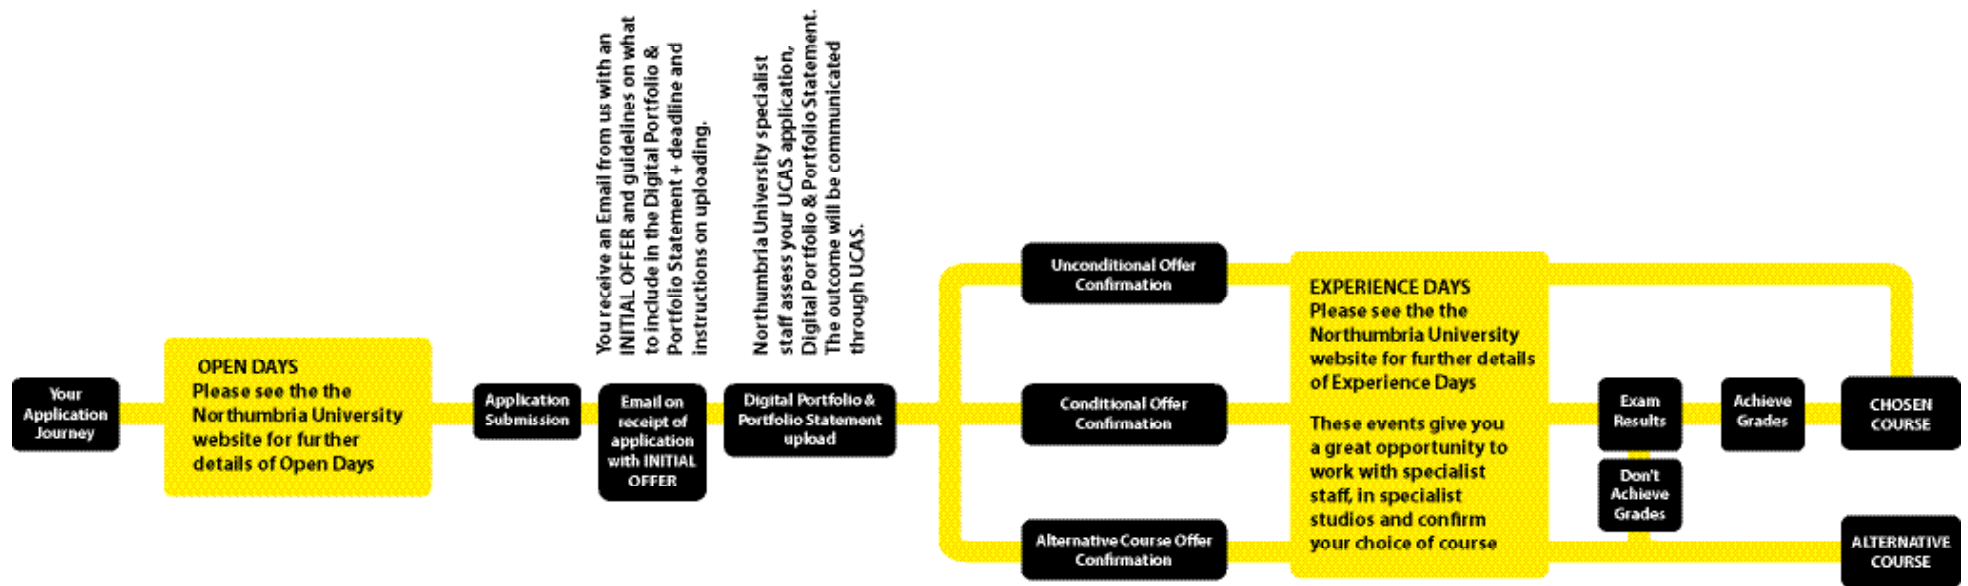 Your
Application
Journey
OPEN DAYS
Please see the the
Northumbria University
website for further
details of Open Days
Application
Submission
You receive an Email from us with an
INITIAL OFFER and guidelines on what
to include in the Digital Portfolio &
Portfolio Statement + deadline and
instructions on uploading.
Email on
receipt of
application
with INITIAL
OFFER
Northumbria University specialist
staff assess your UCAS application,
Digital Portfolio & Portfolio Statement.
The outcome will be communicated
through UCAS.
Digital Portfolio &
Portfolio Statement
upload
Unconditional Offer
Confirmation
Conditional Offer
Confirmation
Alternative Course Offer
Confirmation
EXPERIENCE DAYS
Please see the the
Northumbria University
website for further details
of Experience Days
These events give you
a great opportunity to
work with specialist
staff, in specialist
studios and confirm
your choice of course
Exam
Results
Achieve
Grades
CHOSEN
COURSE
Don't
Achieve
Grades
ALTERNATIVE
COURSE